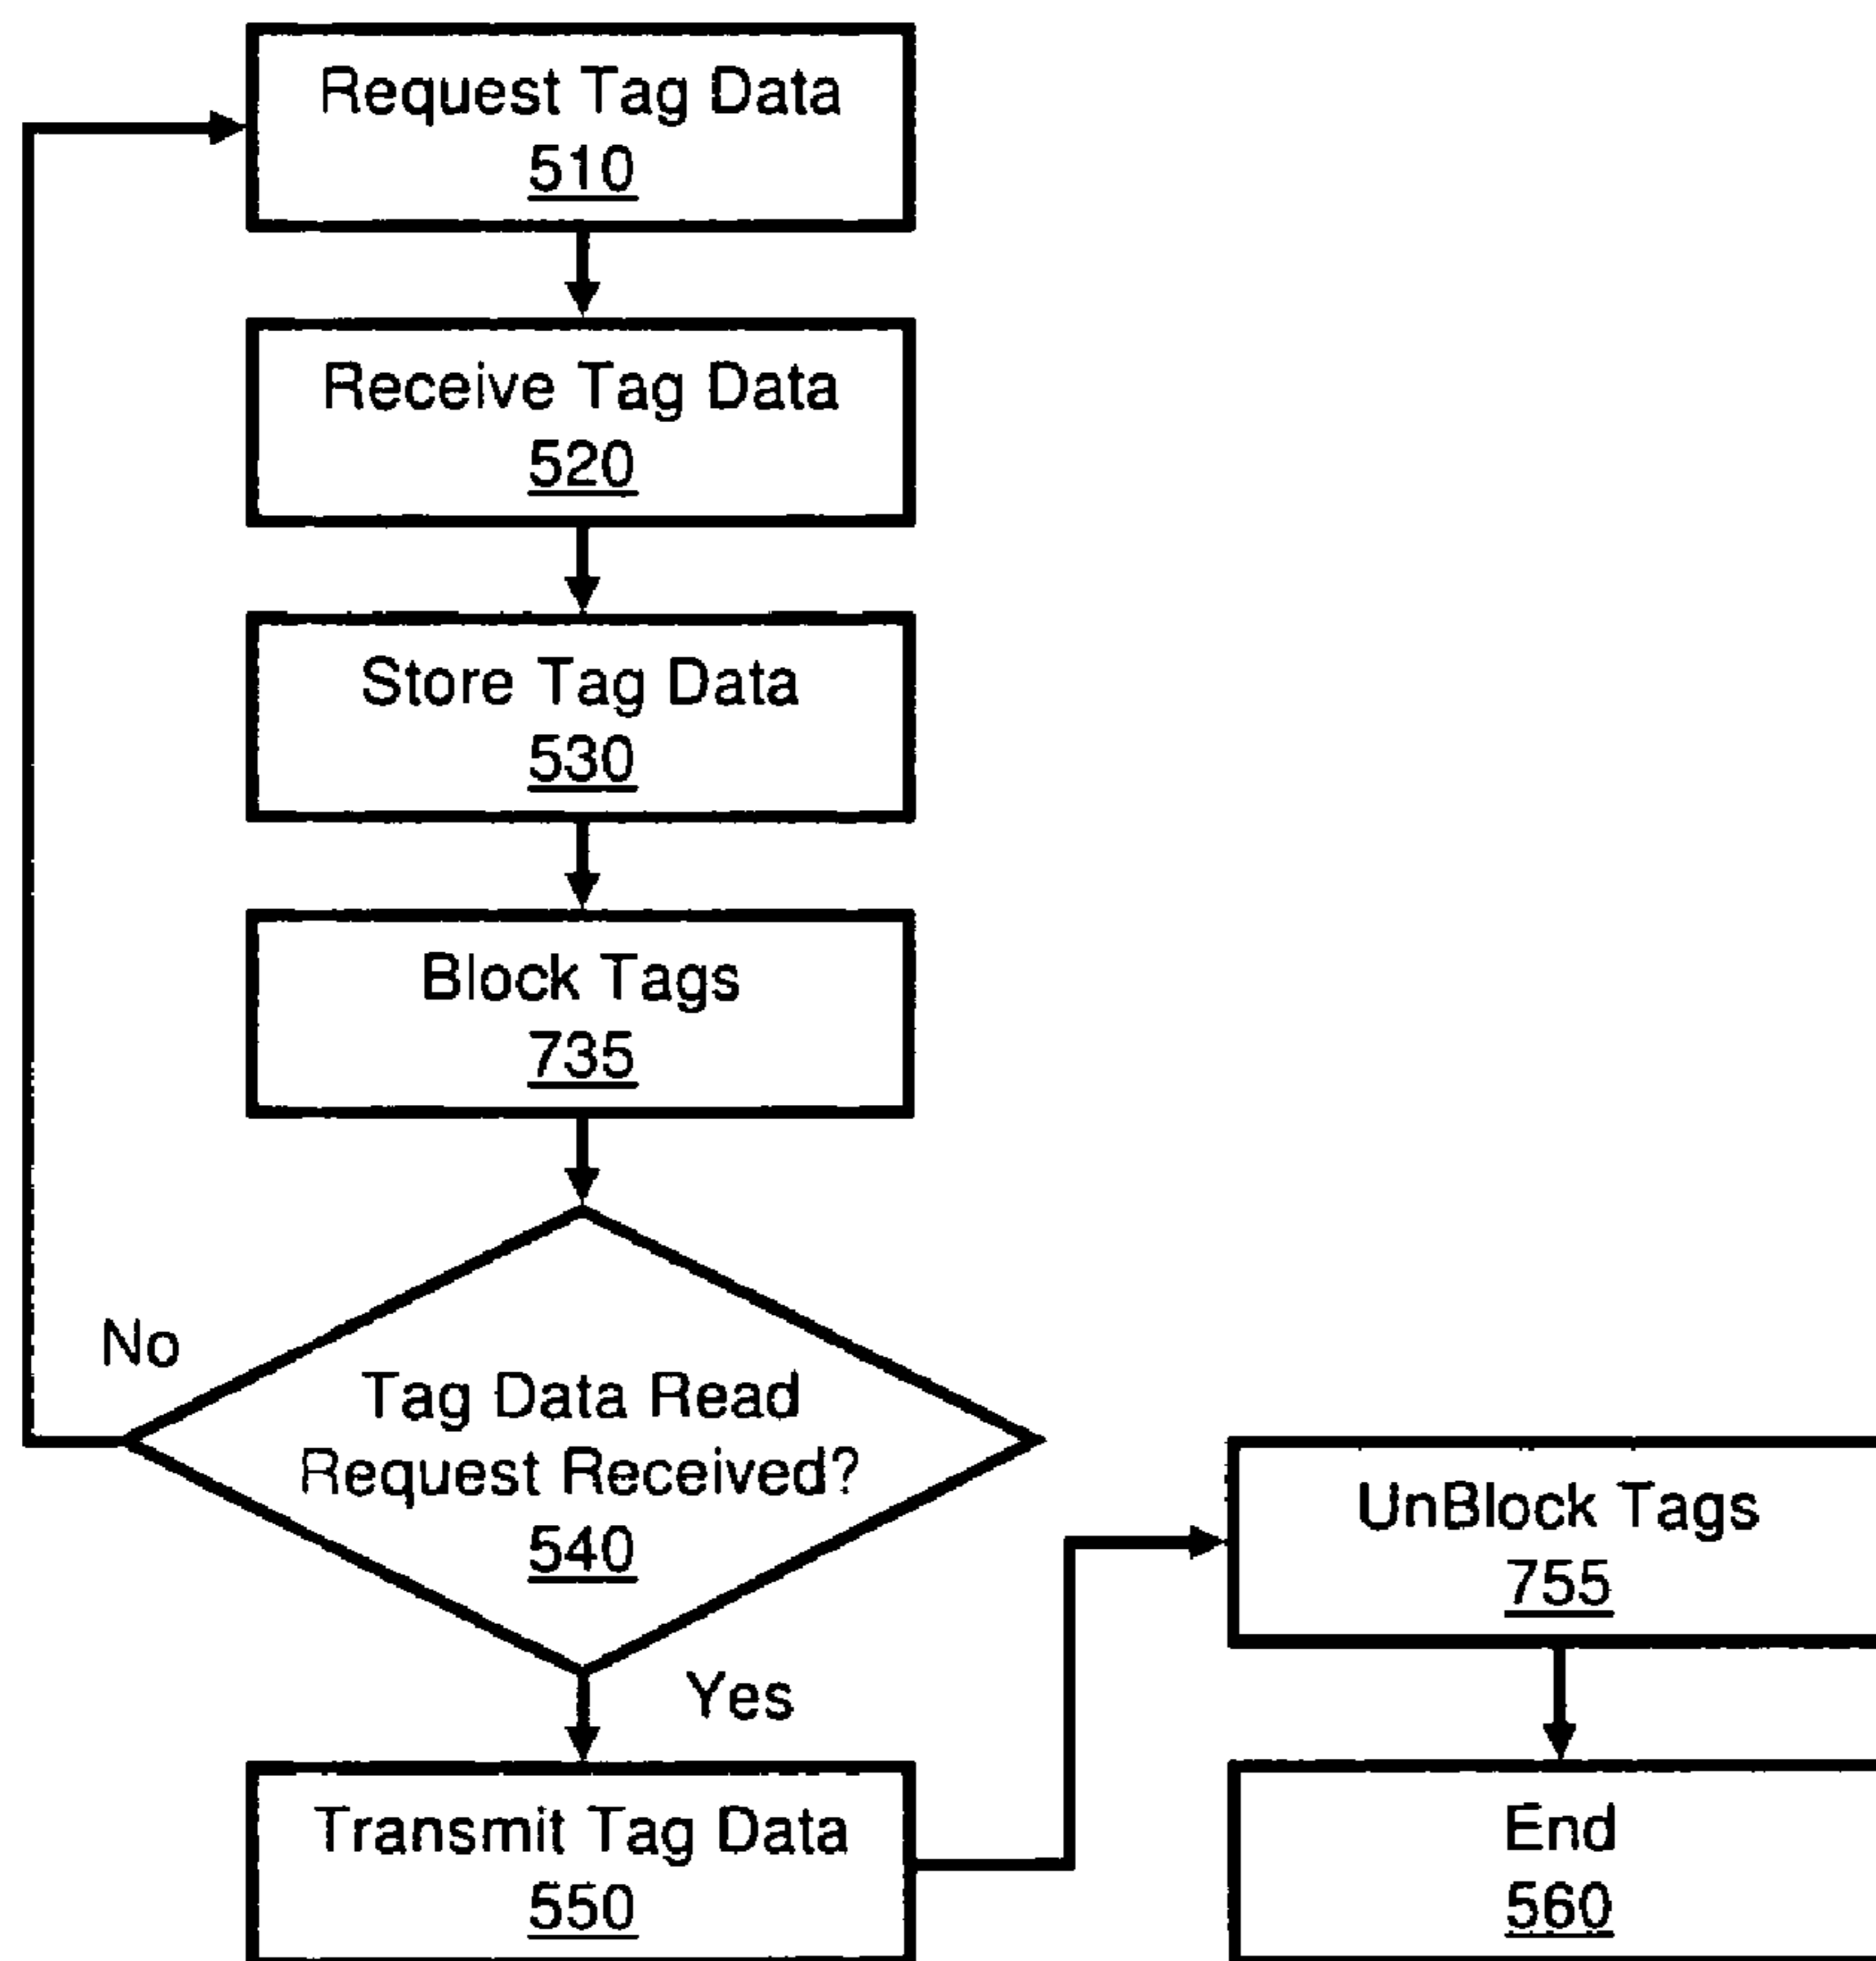 Request Tag Data
510
Receive Tag Data
520
Store Tag Data
530
Block Tags
735
No
Tag Data Read
Request Received?
540
Yes
Transmit Tag Data
550
UnBlock Tags
755
End
560